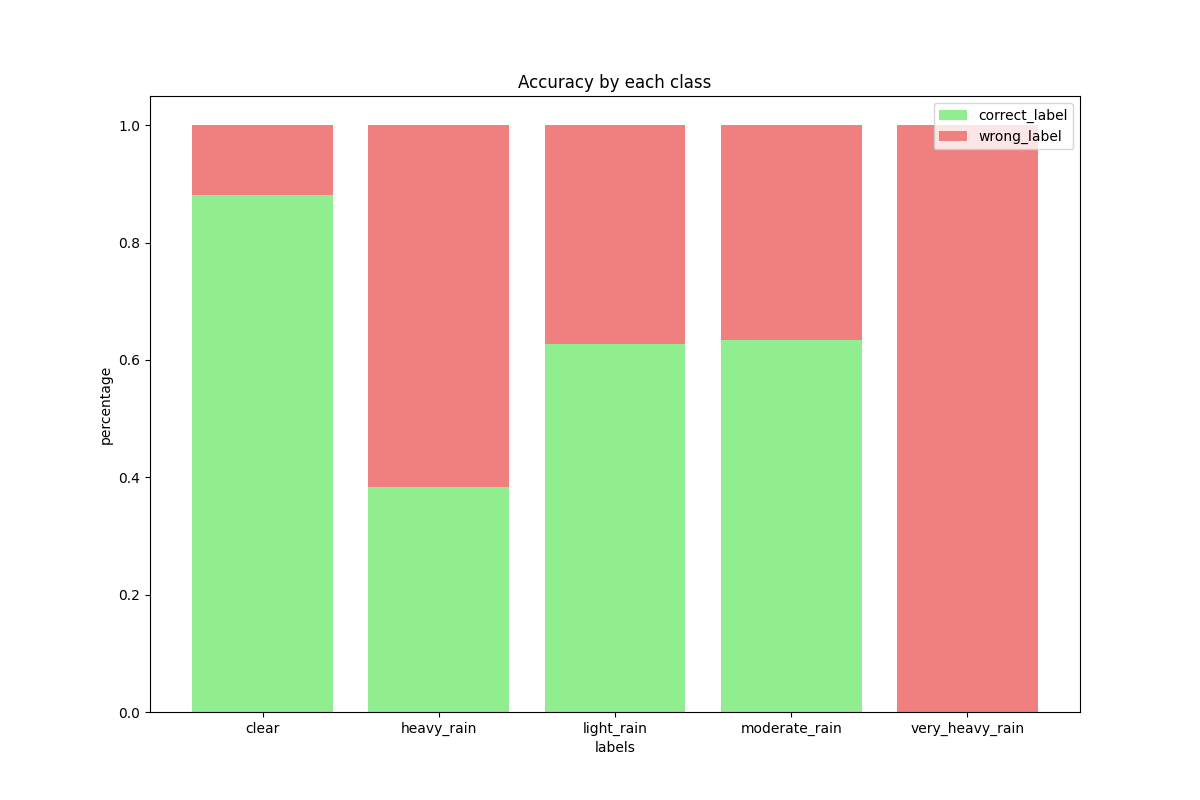 Accuracy by each class
correct_label
wrong_label
percentage
1.0
0.8
0.6
0.4
0.2
0.0
clear heavy_rain light_rain moderate_rain very_heavy_rain
labels